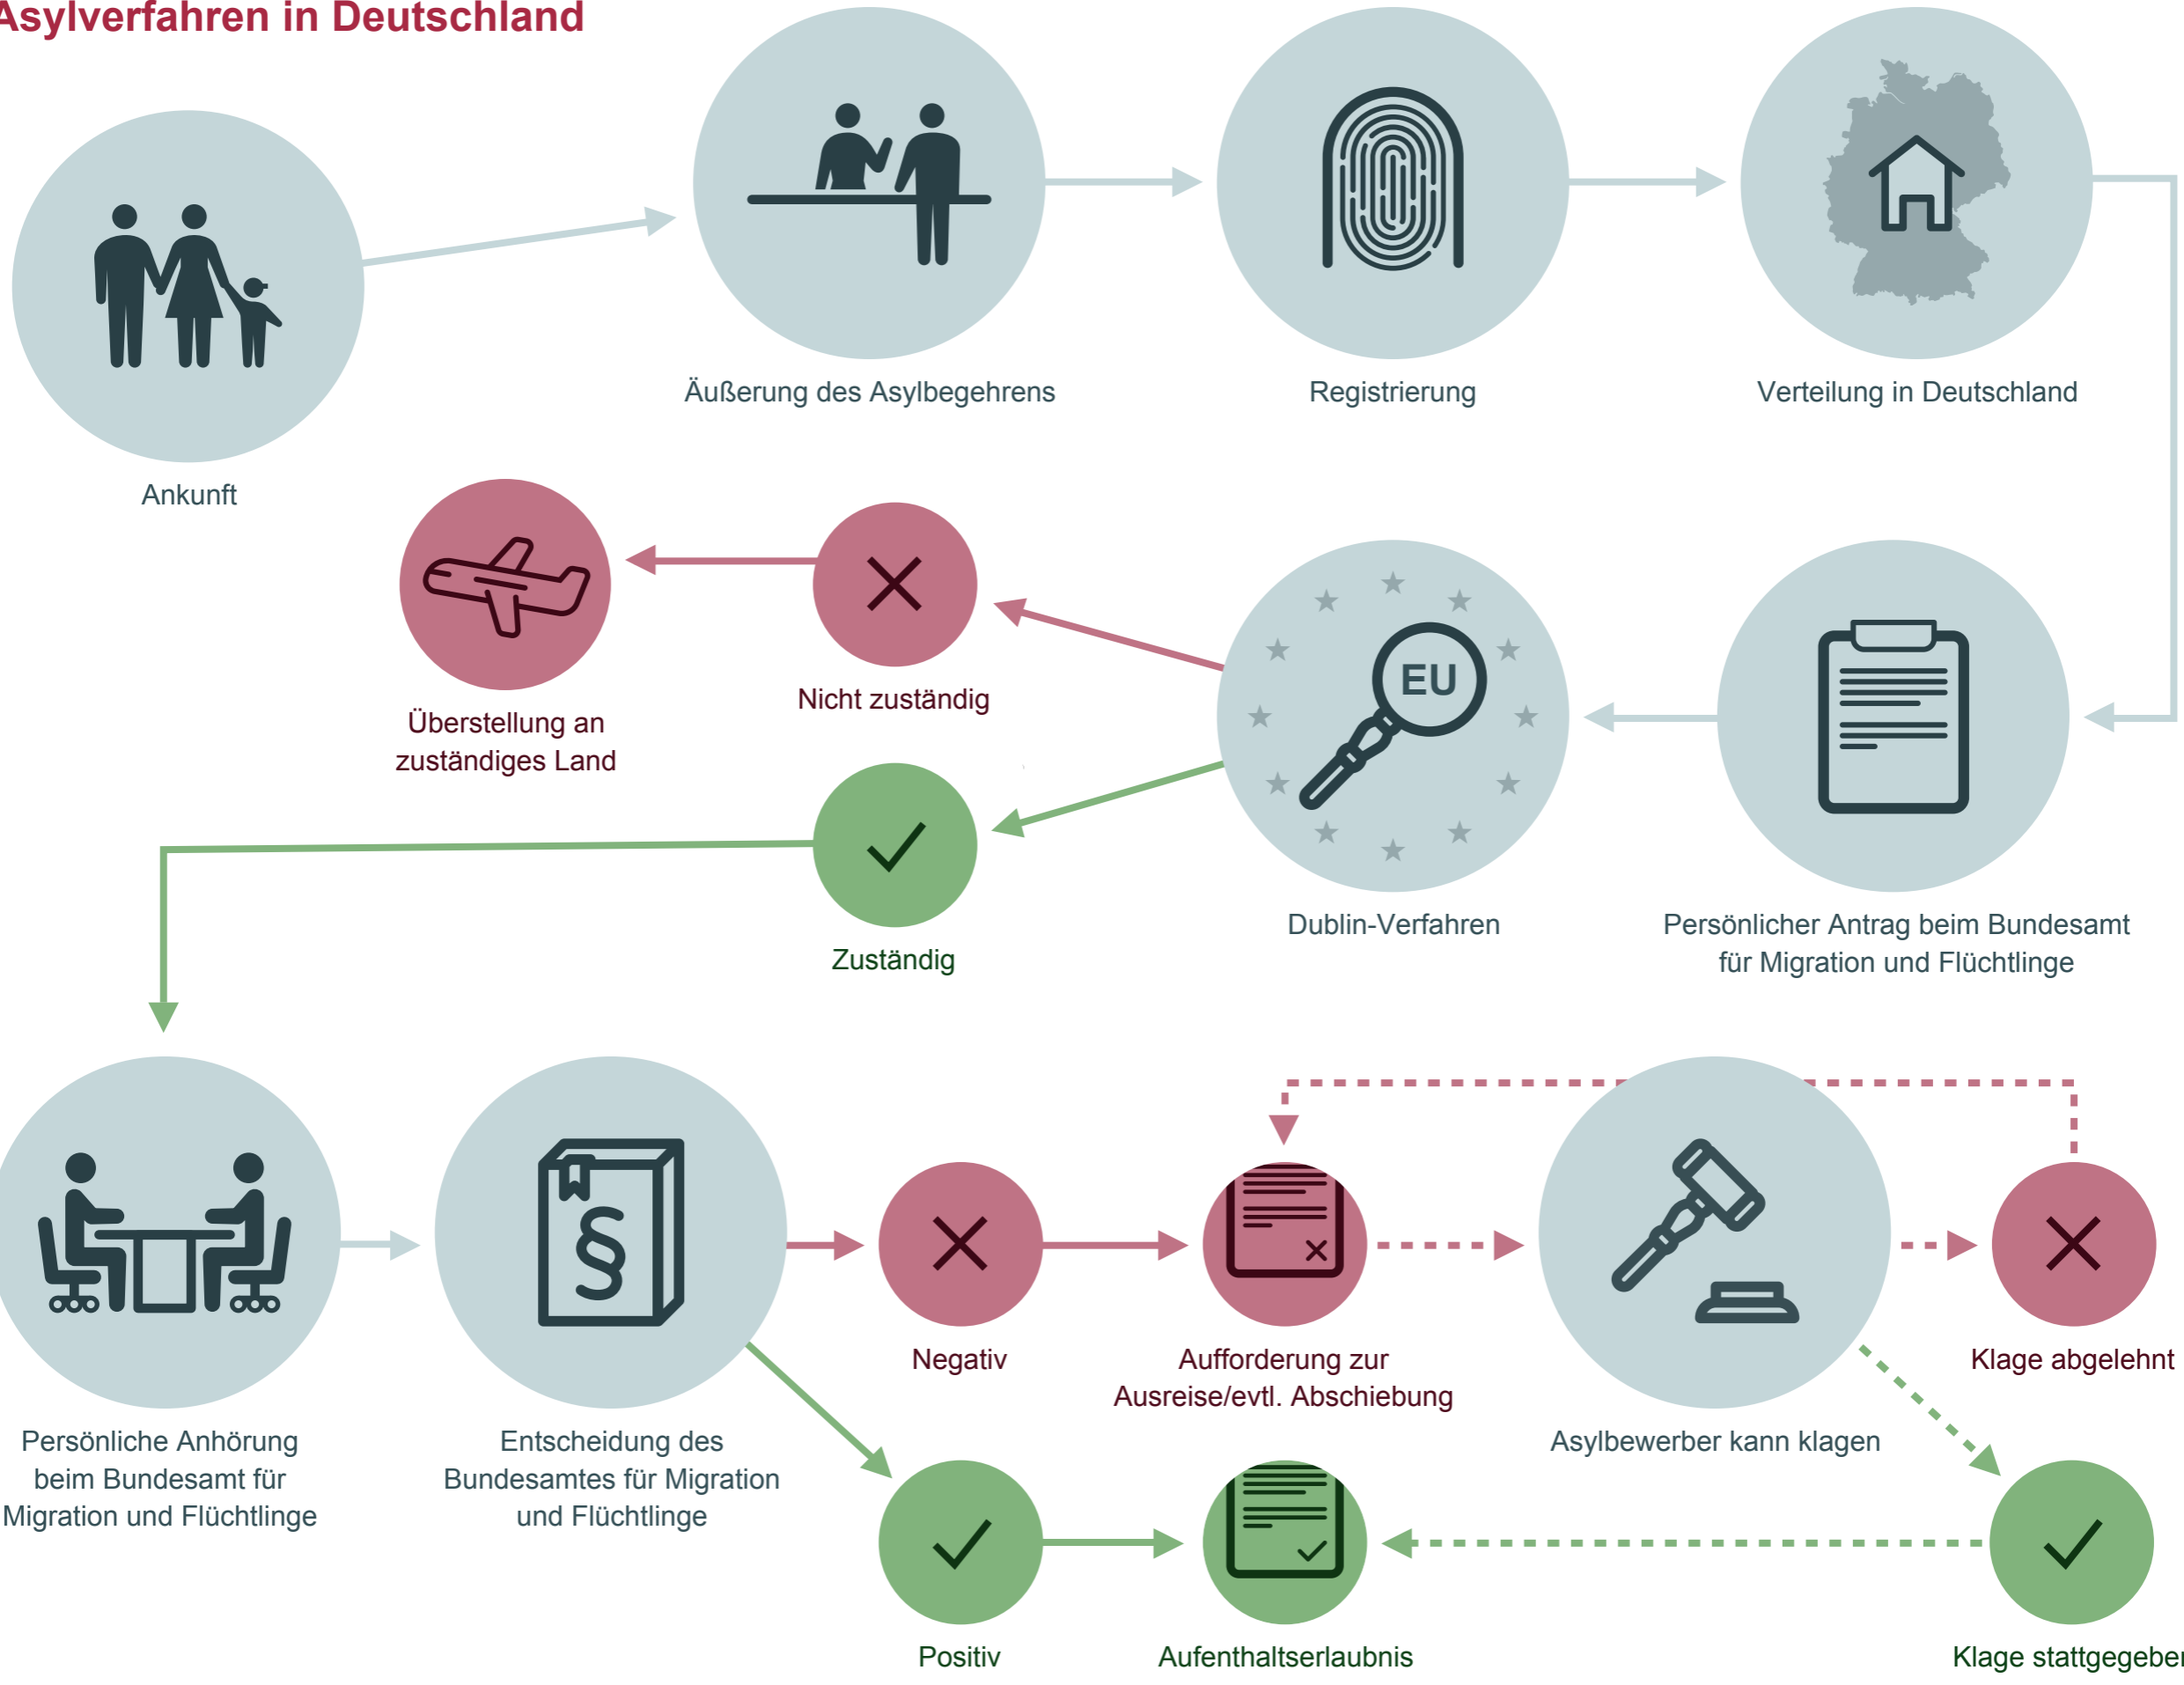 Asylverfahren in Deutschland
Äußerung des Asylbegehrens
Registrierung
Verteilung in Deutschland
Ankunft
EU
Nicht zuständig
Überstellung an
zuständiges Land
Zuständig
Dublin-Verfahren
Persönlicher Antrag beim Bundesamt
für Migration und Flüchtlinge
§
Persönliche Anhörung
beim Bundesamt für
Migration und Flüchtlinge
Entscheidung des
Bundesamtes für Migration
und Flüchtlinge
Negativ
Aufforderung zur
Ausreise/evtl. Abschiebung
Asylbewerber kann klagen
Klage abgelehnt
Positiv
Aufenthaltserlaubnis
Klage stattgegeben